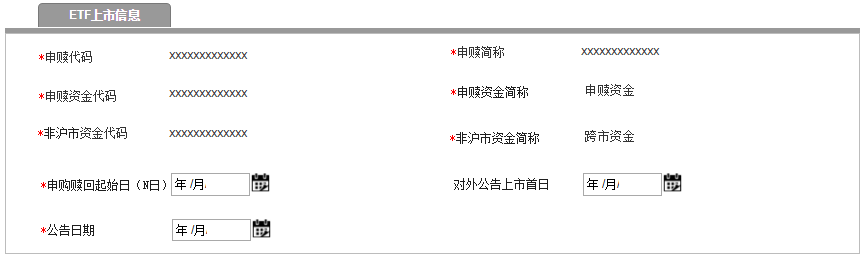 ETF上市信息
*申赎代码 xxxxxxxxxxxxx *申赎简称 xxxxxxxxxxxxx
*申赎资金代码 xxxxxxxxxxxxx *申赎资金简称 申赎资金
*非沪市资金代码 xxxxxxxxxxxxx *非沪市资金简称 跨市资金
*申购赎回起始日（N日） 年 /月/ 对外公告上市首日 年 /月/
*公告日期 年 /月/